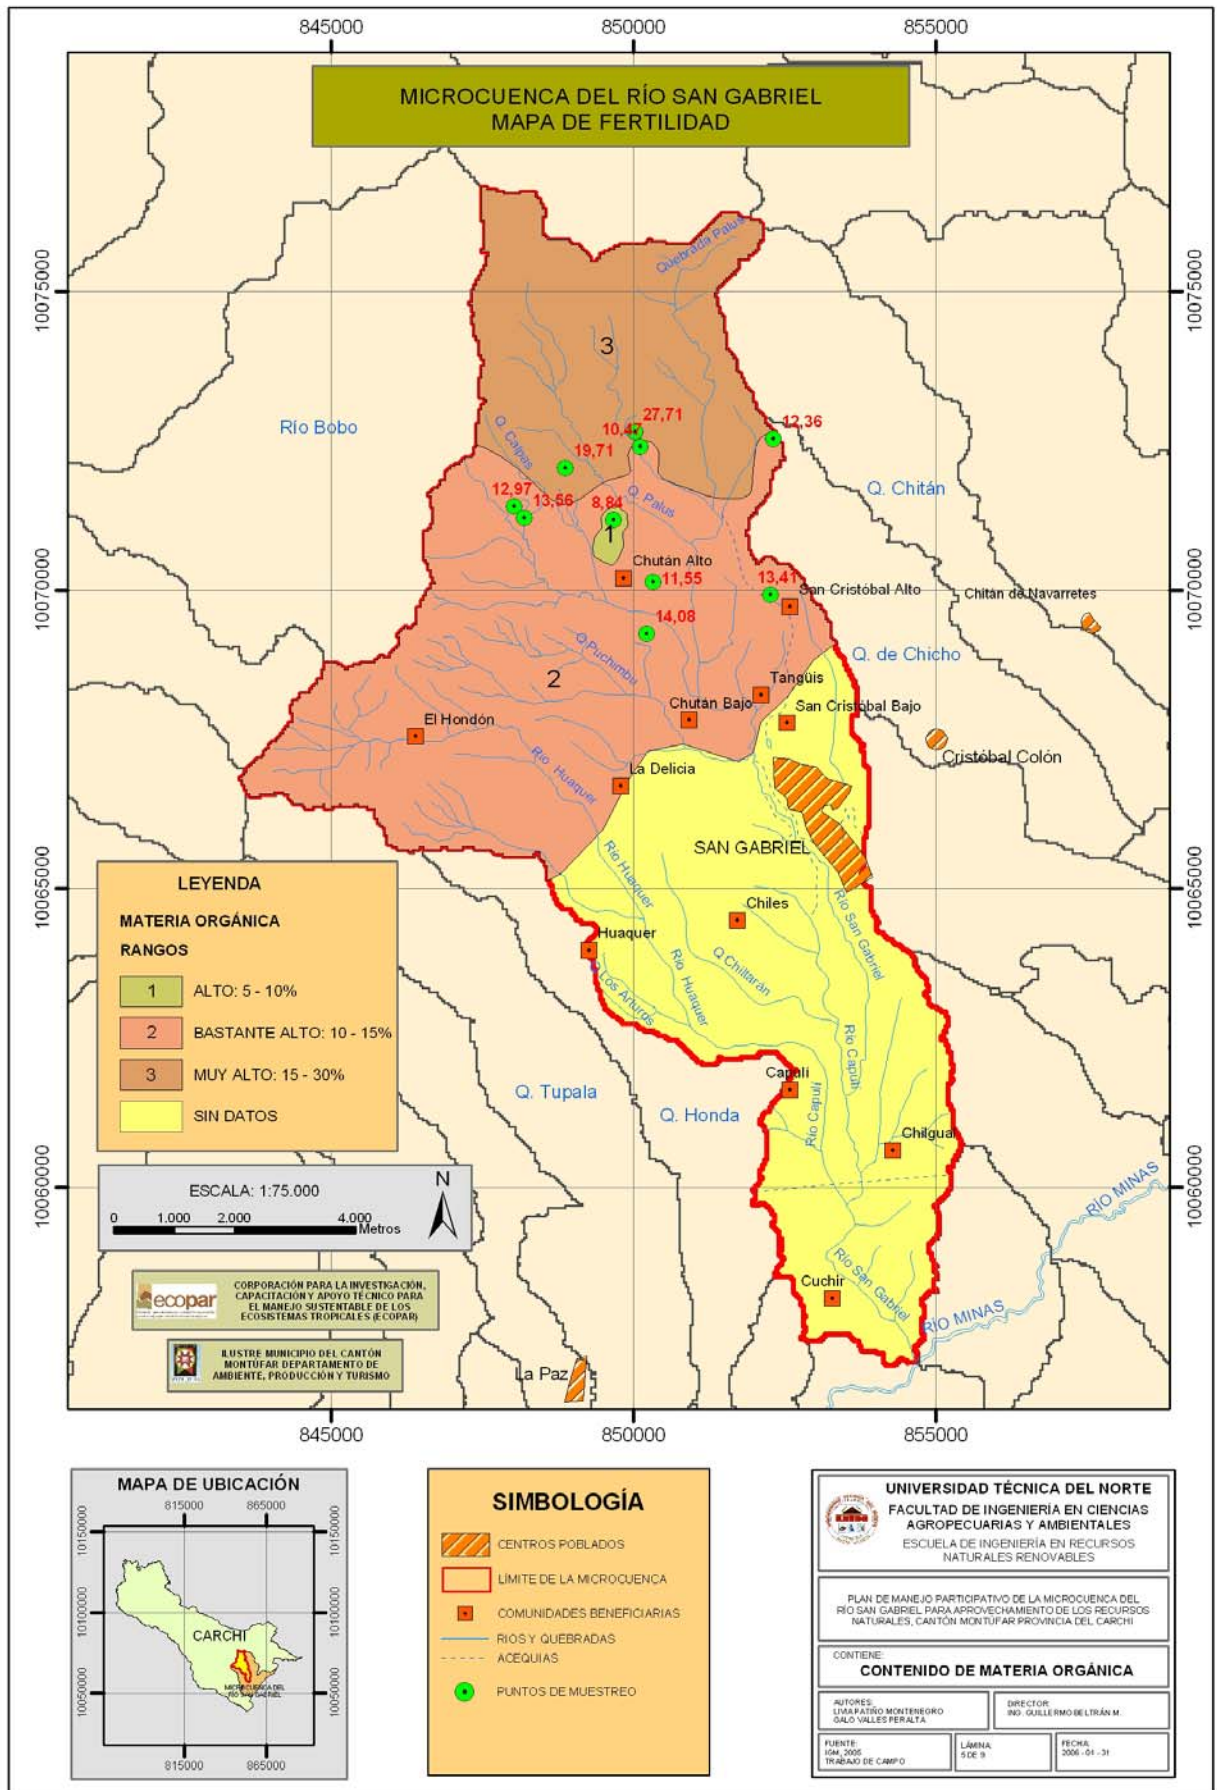 845000
850000
855000
MICROCUENCA DEL RÍO SAN GABRIEL
MAPA DE FERTILIDAD
10075000
10075000
Quebrada Palus
3
Río Bobo
Q. Calpas
27,71
10,47
12,36
19,71
Q. Chitán
12,97
13,56
8,84
Q. Palus
1
10070000
10070000
Chután Alto
11,55
13,41
San Cristóbal Alto
Chitán de Navarretes
14,08
Q.Puchimbu
2
Q. de Chicho
Tangüis
Chután Bajo
San Cristóbal Bajo
El Hondón
Cristóbal Colón
Río Huaquer
La Delicia
SAN GABRIEL
Río Huaquer
10065000
10065000
LEYENDA
MATERIA ORGÁNICA
RANGOS
1 ALTO: 5 - 10%
2 BASTANTE ALTO: 10 - 15%
3 MUY ALTO: 15 - 30%
SIN DATOS
Chiles
Río San Gabriel
Huaquer
Q Los Arturos
Río Huaquer
Q Chiltarán
Río Capulí
Capulí
Río Capulí
Q. Tupala
Q. Honda
Chilgual
10060000
10060000
ESCALA: 1:75.000
N
0 1.000 2.000 4.000
Metros
RÍO MINAS
Río San Gabriel
Cuchir
RÍO MINAS
ecopar
CORPORACIÓN PARA LA INVESTIGACIÓN,
CAPACITACIÓN Y APOYO TÉCNICO PARA
EL MANEJO SUSTENTABLE DE LOS
ECOSISTEMAS TROPICALES (ECOPAR)
ILUSTRE MUNICIPIO DEL CANTÓN
MONTÚFAR DEPARTAMENTO DE
AMBIENTE, PRODUCCIÓN Y TURISMO
La Paz
845000
850000
855000
MAPA DE UBICACIÓN
815000
865000
10150000
10150000
10100000
10100000
CARCHI
MICROCUENCA DEL
RÍO SAN GABRIEL
10050000
10050000
815000
865000
SIMBOLOGÍA
CENTROS POBLADOS
LÍMITE DE LA MICROCUENCA
COMUNIDADES BENEFICIARIAS
RIOS Y QUEBRADAS
ACEQUIAS
PUNTOS DE MUESTREO
UNIVERSIDAD TÉCNICA DEL NORTE
FACULTAD DE INGENIERÍA EN CIENCIAS
AGROPECUARIAS Y AMBIENTALES
ESCUELA DE INGENIERÍA EN RECURSOS
NATURALES RENOVABLES
PLAN DE MANEJO PARTICIPATIVO DE LA MICROCUENCA DEL
RÍO SAN GABRIEL PARA APROVECHAMIENTO DE LOS RECURSOS
NATURALES, CANTÓN MONTÚFAR PROVINCIA DEL CARCHI
CONTIENE:
CONTENIDO DE MATERIA ORGÁNICA
AUTORES:
LIVIA PATIÑO MONTENEGRO
GALO VALLES PERALTA
DIRECTOR:
ING. GUILLERMO BELTRÁN M.
FUENTE:
IGM, 2005
TRABAJO DE CAMPO
LÁMINA:
5 DE 9
FECHA:
2006 - 01 - 31